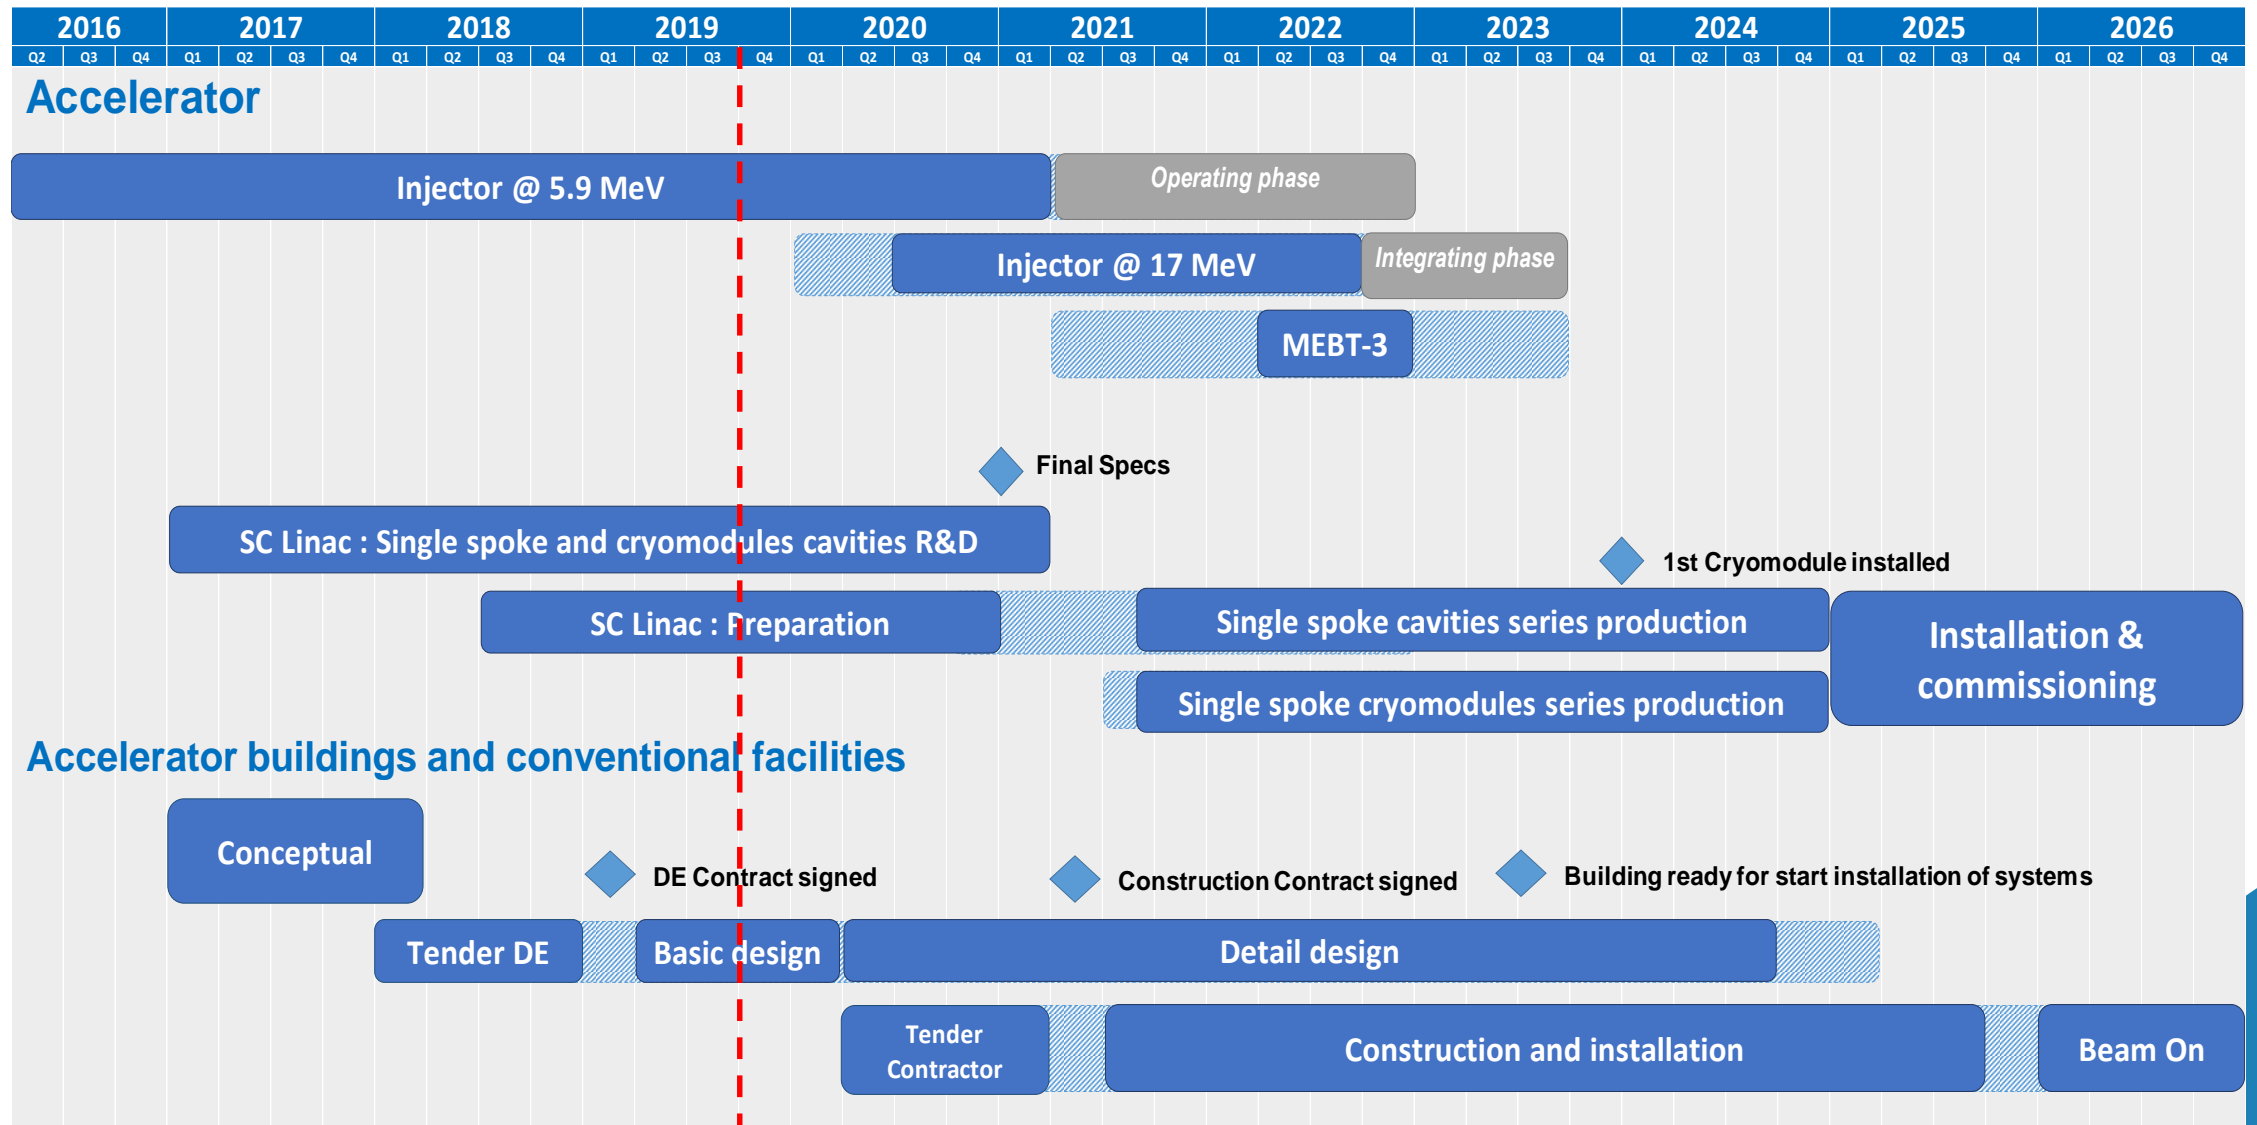 2016 2017 2018 2019 2020 2021 2022 2023 2024 2025 2026
Q2 Q3 Q4 Q1 Q2 Q3 Q4 Q1 Q2 Q3 Q4 Q1 Q2 Q3 Q4 Q1 Q2 Q3 Q4 Q1 Q2 Q3 Q4 Q1 Q2 Q3 Q4 Q1 Q2 Q3 Q4 Q1 Q2 Q3 Q4 Q1 Q2 Q3 Q4 Q1 Q2 Q3 Q4
Accelerator
Injector @ 5.9 MeV
Operating phase
Injector @ 17 MeV
Integrating phase
MEBT-3
Final Specs
SC Linac : Single spoke and cryomodules cavities R&D
1st Cryomodule installed
SC Linac : Preparation
Single spoke cavities series production
Installation &
commissioning
Single spoke cryomodules series production
Accelerator buildings and conventional facilities
Conceptual
DE Contract signed
Construction Contract signed
Building ready for start installation of systems
Tender DE
Basic design
Detail design
Tender
Contractor
Construction and installation
Beam On